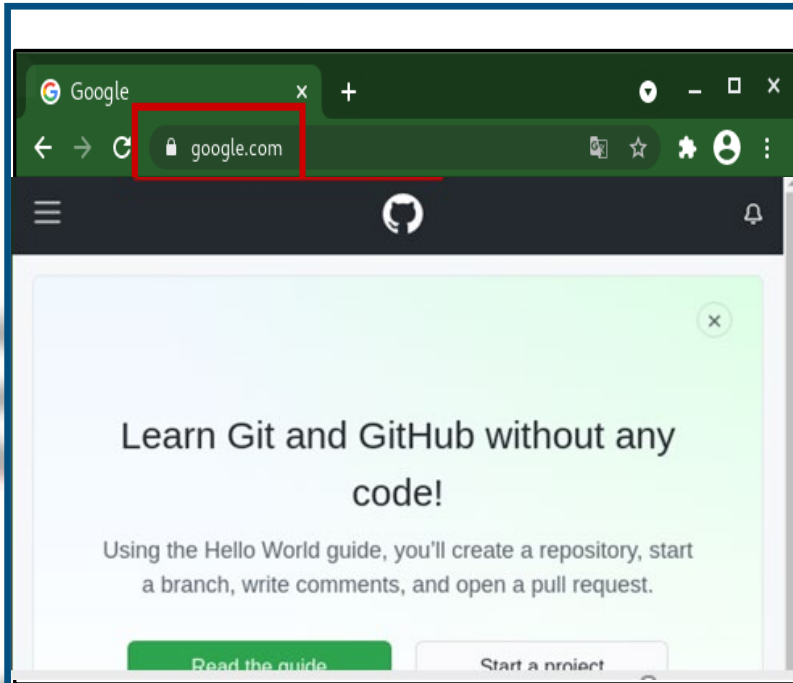 Google
google.com
Learn Git and GitHub without any
code!
Using the Hello World guide, you'll create a repository, start
a branch, write comments, and open a pull request.
Read the guide
Start a project